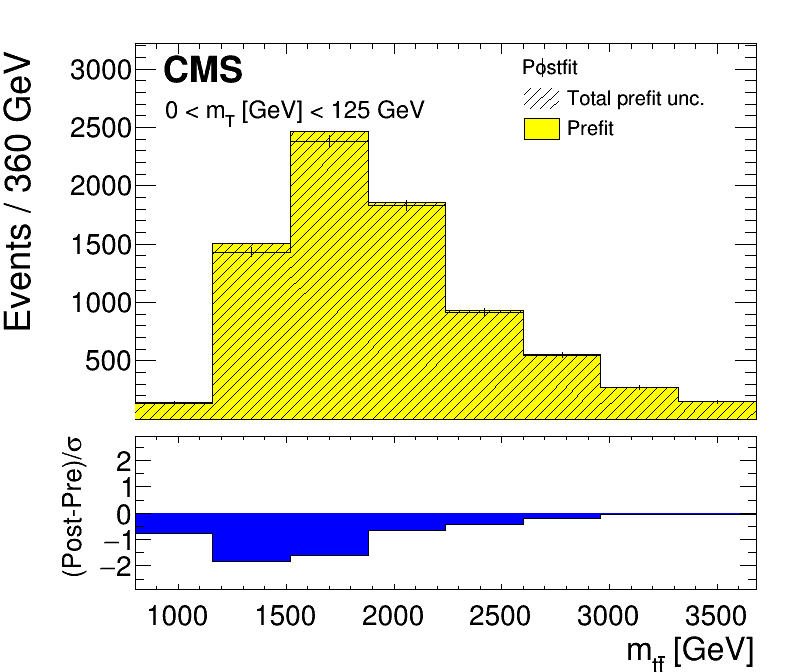 CMS
0 < m_T [GeV] < 125 GeV
Postfit
Total prefit unc.
Prefit
Events / 360 GeV
3000
2500
2000
1500
1000
500
(Post-Pre)/σ
2
1
0
−1
−2
1000 1500 2000 2500 3000 3500
m_tt̄ [GeV]